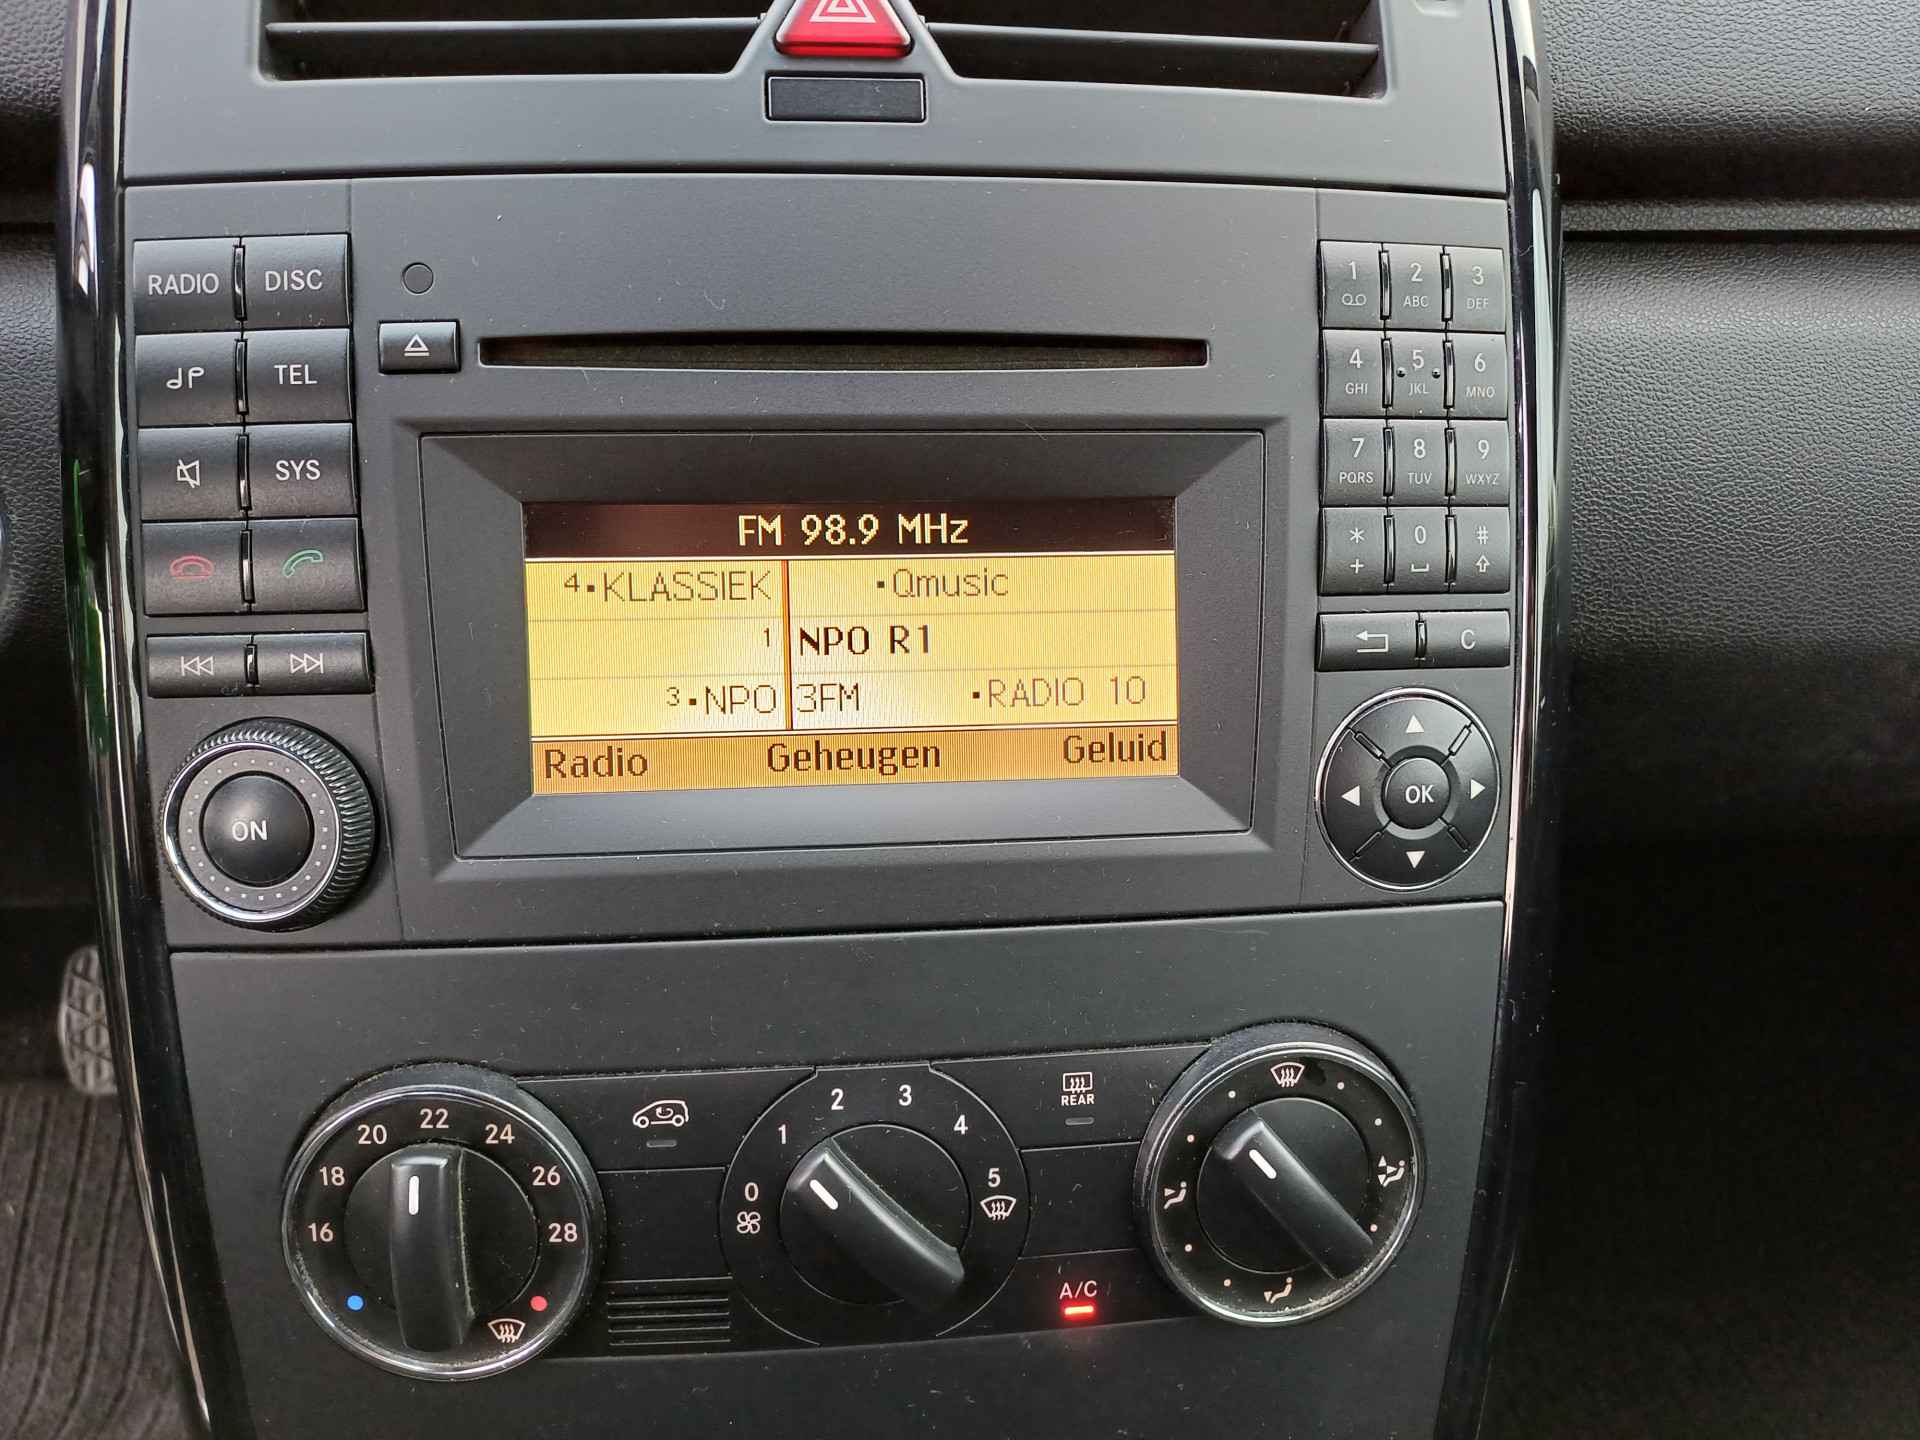 RADIO DISC
TEL
SYS
ON
FM 98.9 MHz
4 ▪KLASSIEK ▪Qmusic
1 NPO R1
3 ▪NPO 3FM ▪RADIO 10
Radio Geheugen Geluid
1 2 3
ABC DEF
4 5 6
GHI JKL MNO
7 8 9
PQRS TUV WXYZ
* 0 #
+
C
OK
16 18 20 22 24 26 28
0 1 2 3 4 5
REAR
A/C